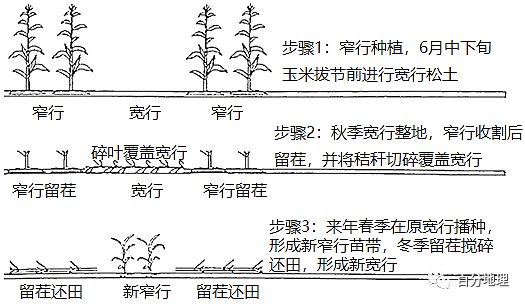 步骤1：窄行种植，6月中下旬
玉米拔节前进行宽行松土
窄行 宽行 窄行
步骤2：秋季宽行整地，窄行收割后
留茬，并将秸秆切碎覆盖宽行
碎叶覆盖宽行
窄行留茬 宽行 窄行留茬
步骤3：来年春季在原宽行播种，
形成新窄行苗带，冬季留茬搅碎
还田，形成新宽行
留茬还田 新窄行 留茬还田
百分地理